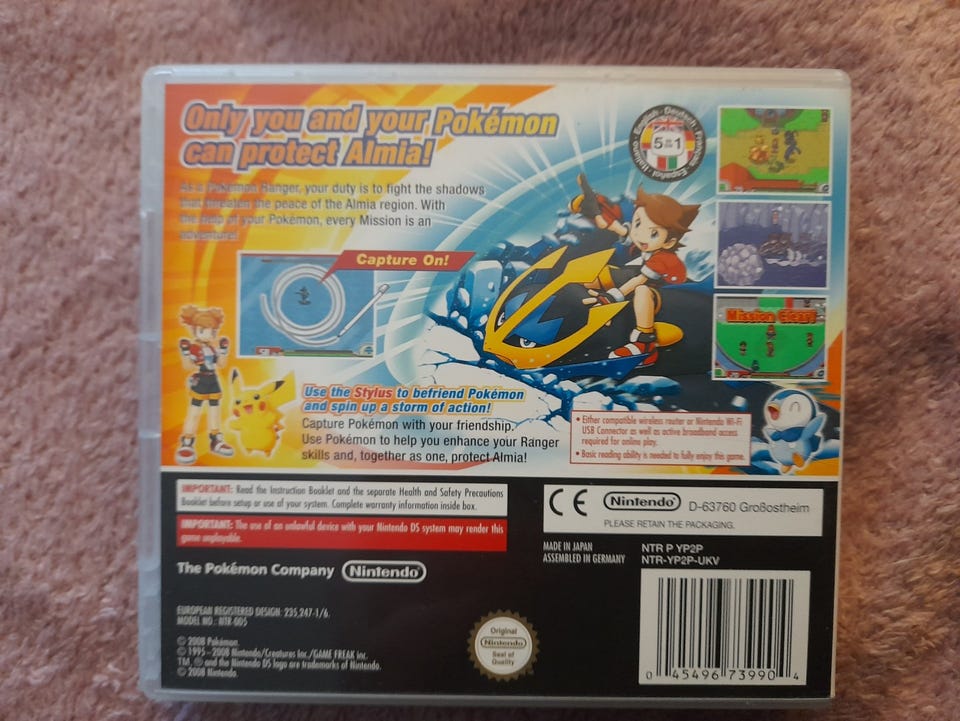 Only you and your Pokémon
can protect Almia!
As a Pokémon Ranger, your duty is to fight the shadows
that threaten the peace of the Almia region. With
the help of your Pokémon, every Mission is an
adventure!
English · Deutsch · Français · Español · Italiano ·
5 in 1
Capture On!
Mission Clear!
Use the Stylus to befriend Pokémon
and spin up a storm of action!
Capture Pokémon with your friendship.
Use Pokémon to help you enhance your Ranger
skills and, together as one, protect Almia!
• Either compatible wireless router or Nintendo Wi-Fi
USB Connector as well as active broadband access
required for online play.
• Basic reading ability is needed to fully enjoy this game.
IMPORTANT: Read the Instruction Booklet and the separate Health and Safety Precautions
Booklet before setup or use of your system. Complete warranty information inside box.
IMPORTANT: The use of an unlawful device with your Nintendo DS system may render this
game unplayable.
The Pokémon Company Nintendo®
CE Nintendo® D-63760 Großostheim
PLEASE RETAIN THE PACKAGING.
MADE IN JAPAN
ASSEMBLED IN GERMANY
NTR P YP2P
NTR-YP2P-UKV
EUROPEAN REGISTERED DESIGN: 235,247-1/6.
MODEL NO.: NTR-005
© 2008 Pokémon.
© 1995–2008 Nintendo/Creatures Inc./GAME FREAK inc.
TM, ® and the Nintendo DS logo are trademarks of Nintendo.
© 2008 Nintendo.
Original
Nintendo
Seal of
Quality
0 45496 73990 4